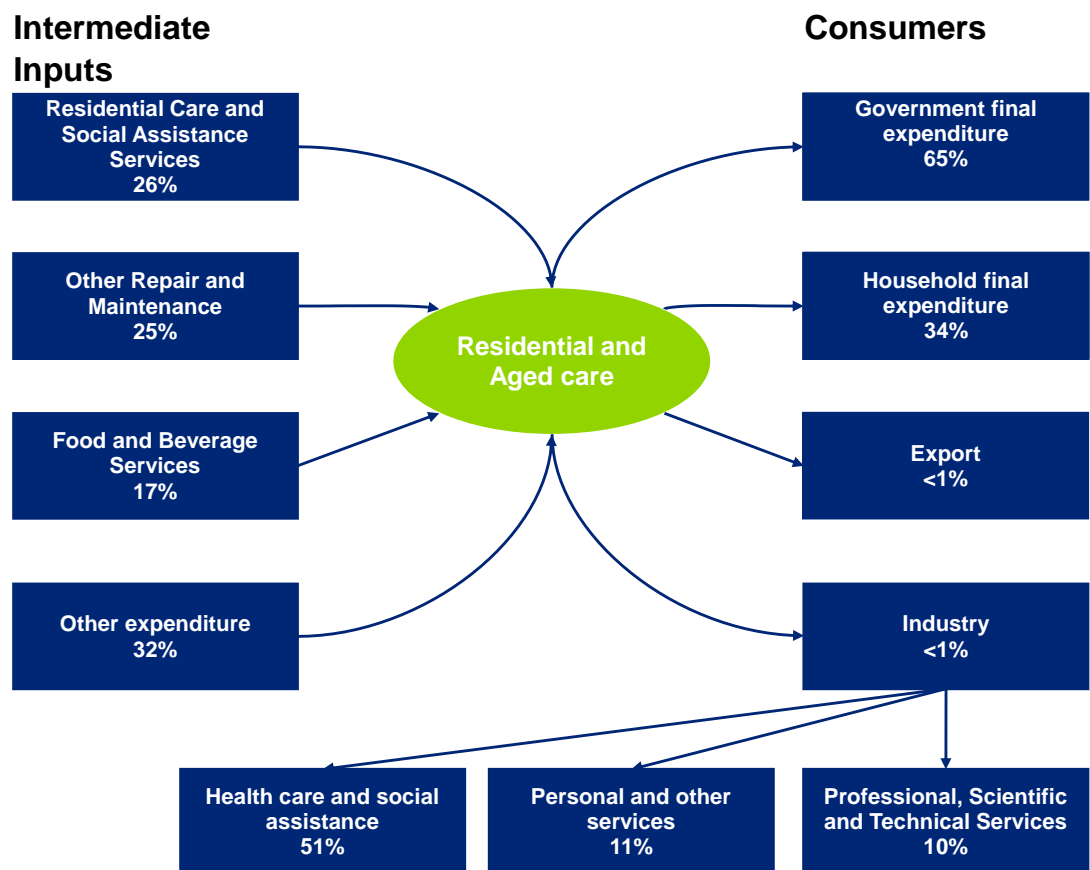 Intermediate
Inputs
Consumers
Residential Care and
Social Assistance
Services
26%
Government final
expenditure
65%
Other Repair and
Maintenance
25%
Household final
expenditure
34%
Residential and
Aged care
Food and Beverage
Services
17%
Export
<1%
Other expenditure
32%
Industry
<1%
Health care and social
assistance
51%
Personal and other
services
11%
Professional, Scientific
and Technical Services
10%